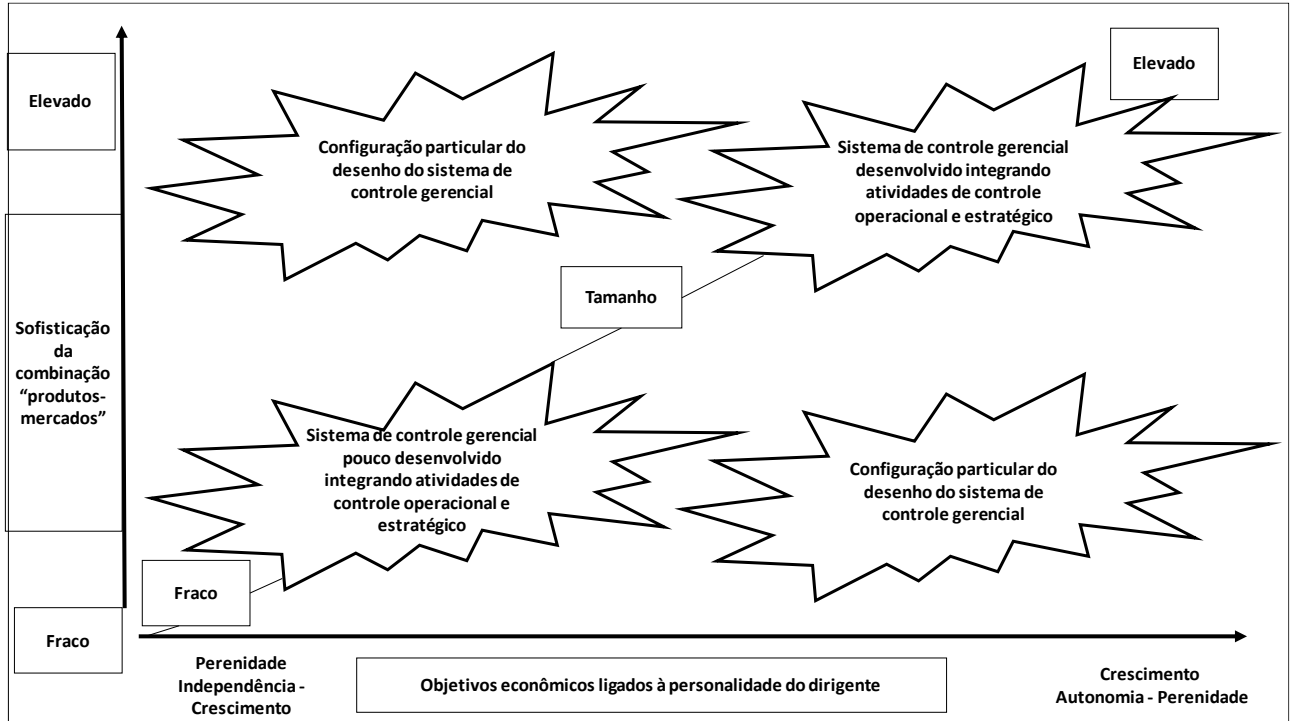 Elevado
Elevado
Configuração particular do
desenho do sistema de
controle gerencial
Sistema de controle gerencial
desenvolvido integrando
atividades de controle
operacional e estratégico
Sofisticação
da
combinação
“produtos-
mercados”
Tamanho
Sistema de controle gerencial
pouco desenvolvido
integrando atividades de
controle operacional e
estratégico
Configuração particular do
desenho do sistema de
controle gerencial
Fraco
Fraco
Perenidade
Independência -
Crescimento
Objetivos econômicos ligados à personalidade do dirigente
Crescimento
Autonomia - Perenidade